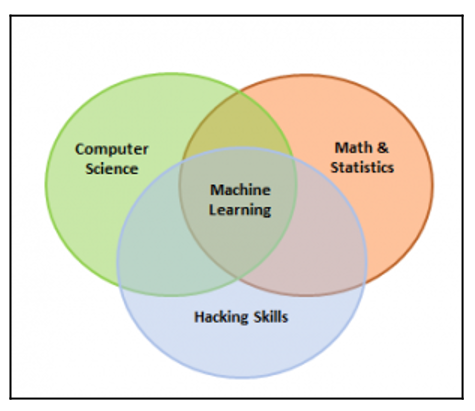 Computer
Science
Math &
Statistics
Machine
Learning
Hacking Skills